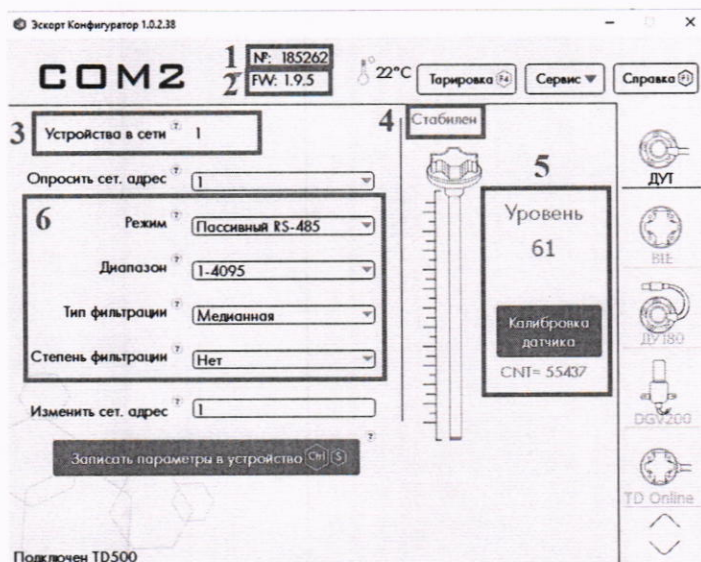 Эскорт Конфигуратор 1.0.2.38
COM2
1
№: 185262
2
FW: 1.9.5
22°C
Тарировка F4
Сервис
Справка F1
3
Устройства в сети ? 1
4
Стабилен
Опросить сет. адрес ? 1
5
6
Режим ? Пассивный RS-485
Диапазон ? 1-4095
Тип фильтрации ? Медианная
Степень фильтрации ? Нет
Изменить сет. адрес ? 1
?
Записать параметры в устройство Ctrl S
Уровень
61
Калибровка
датчика
CNT= 55437
ДУТ
DGV200
TD Online
Подключен TD500